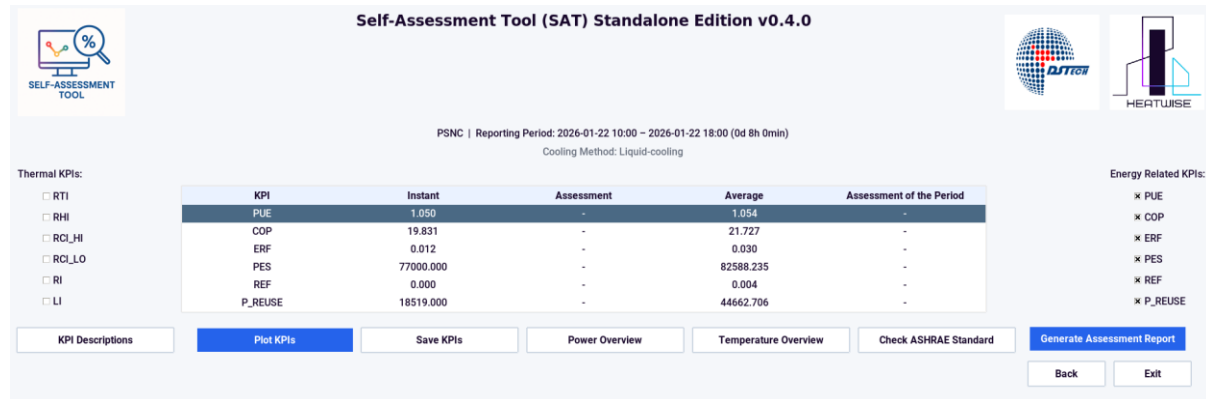 Self-Assessment Tool (SAT) Standalone Edition v0.4.0
%
SELF-ASSESSMENT
TOOL
DSTECH
HEATWISE
PSNC | Reporting Period: 2026-01-22 10:00 – 2026-01-22 18:00 (0d 8h 0min)
Cooling Method: Liquid-cooling
Thermal KPIs:
RTI
RHI
RCI_HI
RCI_LO
RI
LI
KPI Instant Assessment Average Assessment of the Period
PUE 1.050 - 1.054 -
COP 19.831 - 21.727 -
ERF 0.012 - 0.030 -
PES 77000.000 - 82588.235 -
REF 0.000 - 0.004 -
P_REUSE 18519.000 - 44662.706 -
Energy Related KPIs:
PUE
COP
ERF
PES
REF
P_REUSE
KPI Descriptions Plot KPIs Save KPIs Power Overview Temperature Overview Check ASHRAE Standard Generate Assessment Report
Back Exit